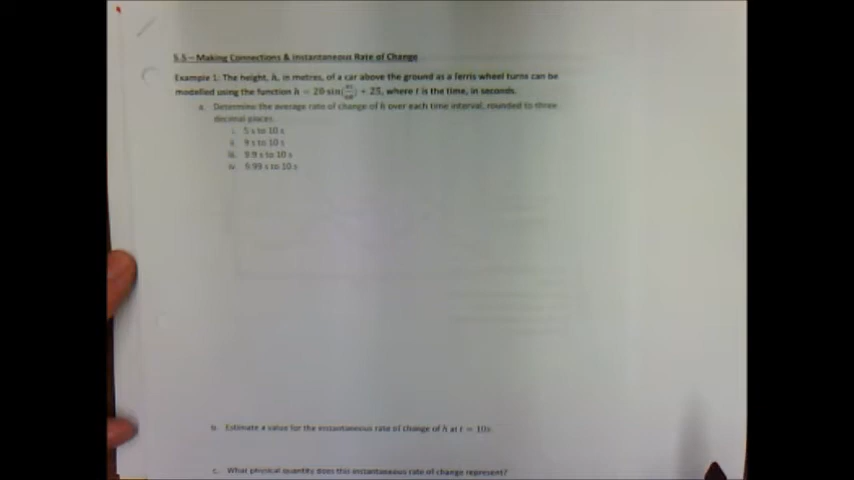 5.5 – Making Connections & Instantaneous Rate of Change
Example 1: The height, h, in metres, of a car above the ground as a ferris wheel turns can be
modelled using the function h = 20 sin( ) + 25, where t is the time, in seconds.
a. Determine the average rate of change of h over each time interval, rounded to three
decimal places.
i. 5 s to 10 s
ii. 9 s to 10 s
iii. 9.9 s to 10 s
iv. 9.99 s to 10 s
b. Estimate a value for the instantaneous rate of change of h at t = 10s.
c. What physical quantity does this instantaneous rate of change represent?